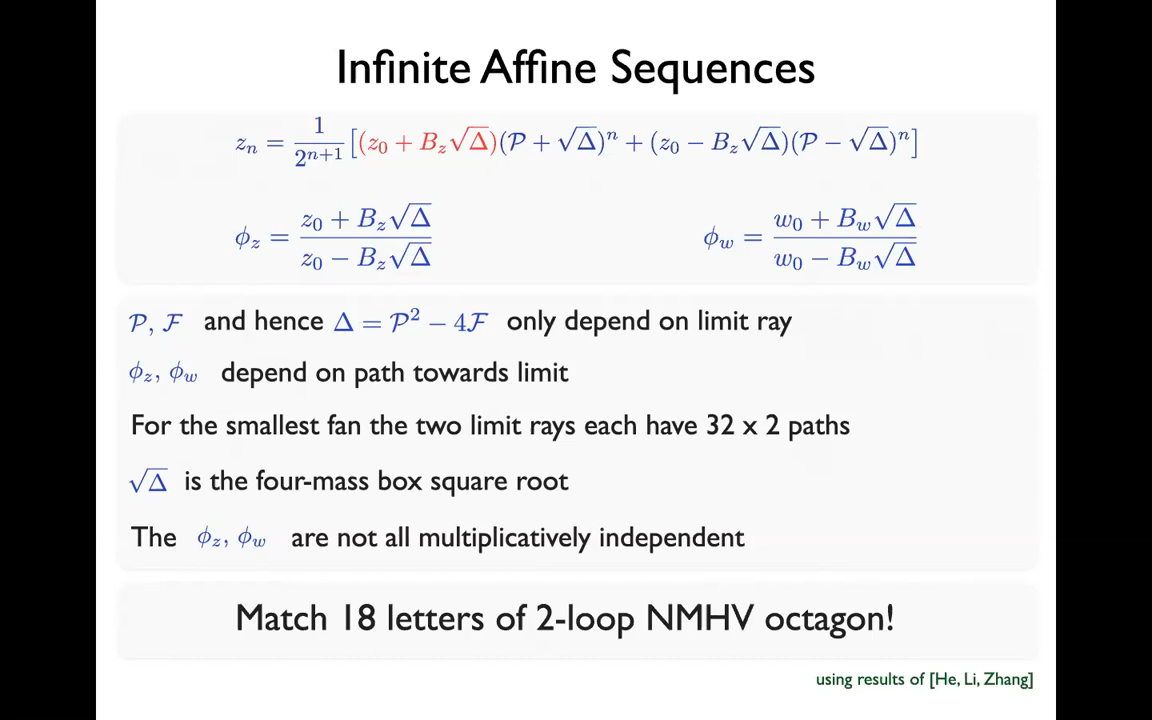 Infinite Affine Sequences
$z_n = \frac{1}{2^{n+1}} \left[ (z_0 + B_z\sqrt{\Delta})(\mathcal{P} + \sqrt{\Delta})^n + (z_0 - B_z\sqrt{\Delta})(\mathcal{P} - \sqrt{\Delta})^n \right]$
$\phi_z = \frac{z_0 + B_z\sqrt{\Delta}}{z_0 - B_z\sqrt{\Delta}}$ $\phi_w = \frac{w_0 + B_w\sqrt{\Delta}}{w_0 - B_w\sqrt{\Delta}}$
$\mathcal{P}, \mathcal{F}$ and hence $\Delta = \mathcal{P}^2 - 4\mathcal{F}$ only depend on limit ray
$\phi_z, \phi_w$ depend on path towards limit
For the smallest fan the two limit rays each have 32 x 2 paths
$\sqrt{\Delta}$ is the four-mass box square root
The $\phi_z, \phi_w$ are not all multiplicatively independent
Match 18 letters of 2-loop NMHV octagon!
using results of [He, Li, Zhang]